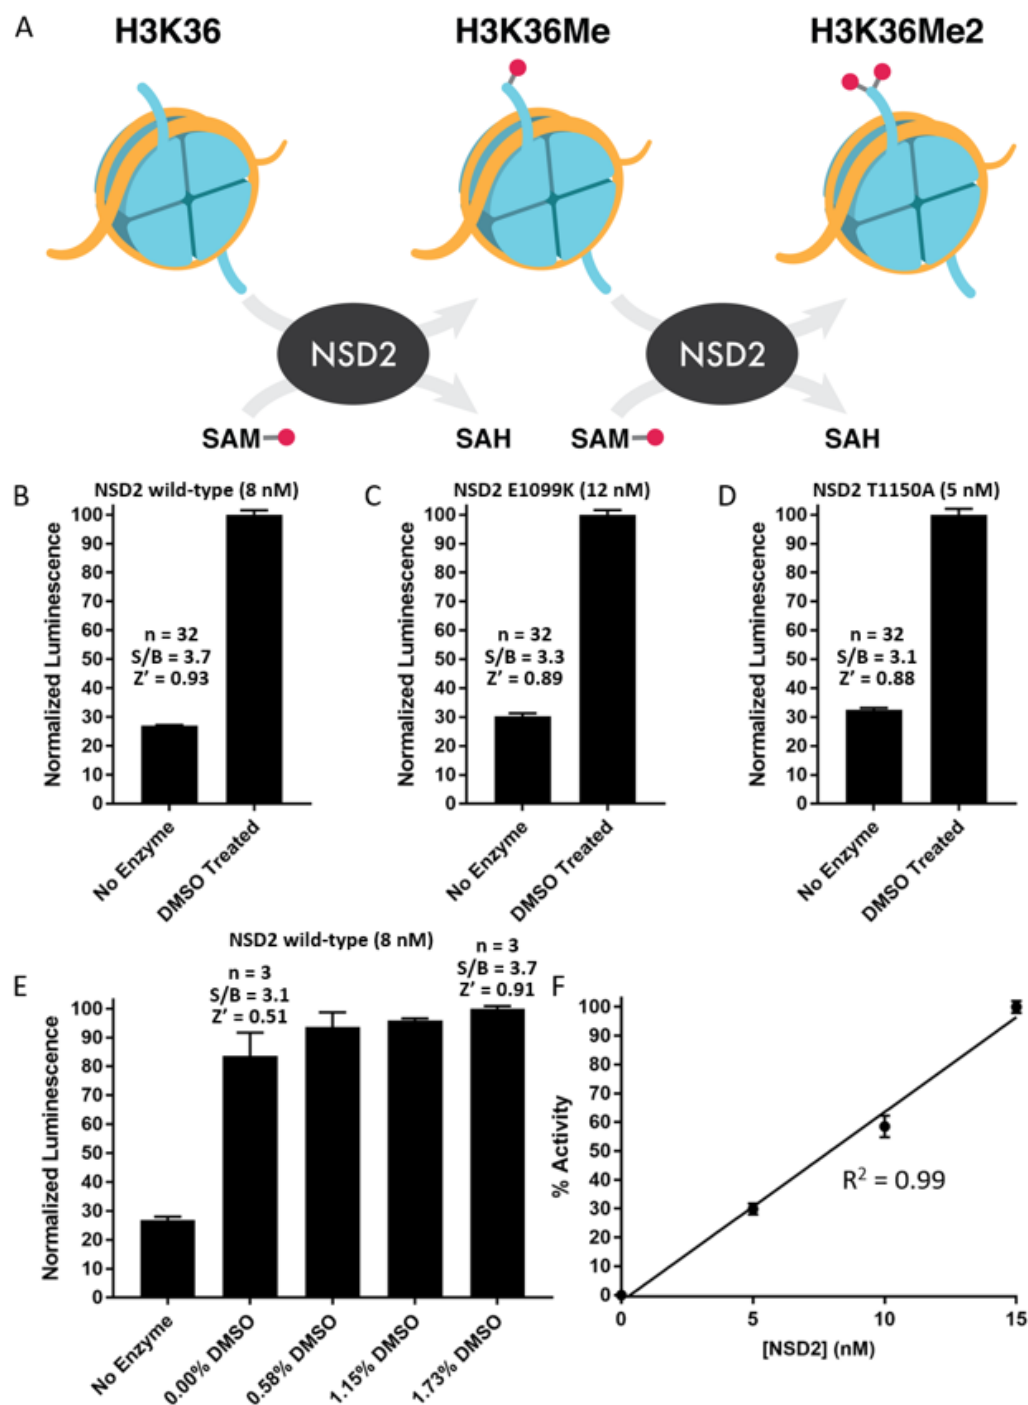 A
H3K36
H3K36Me
H3K36Me2
NSD2
NSD2
SAM
SAH
SAM
SAH
B
NSD2 wild-type (8 nM)
Normalized Luminescence
100
90
80
70
60
50
40
30
20
10
0
n = 32
S/B = 3.7
Z' = 0.93
No Enzyme
DMSO Treated
C
NSD2 E1099K (12 nM)
Normalized Luminescence
100
90
80
70
60
50
40
30
20
10
0
n = 32
S/B = 3.3
Z' = 0.89
No Enzyme
DMSO Treated
D
NSD2 T1150A (5 nM)
Normalized Luminescence
100
90
80
70
60
50
40
30
20
10
0
n = 32
S/B = 3.1
Z' = 0.88
No Enzyme
DMSO Treated
E
NSD2 wild-type (8 nM)
Normalized Luminescence
100
90
80
70
60
50
40
30
20
10
0
n = 3
S/B = 3.1
Z' = 0.51
n = 3
S/B = 3.7
Z' = 0.91
No Enzyme
0.00% DMSO
0.58% DMSO
1.15% DMSO
1.73% DMSO
F
% Activity
100
90
80
70
60
50
40
30
20
10
0
R² = 0.99
0
5
10
15
[NSD2] (nM)